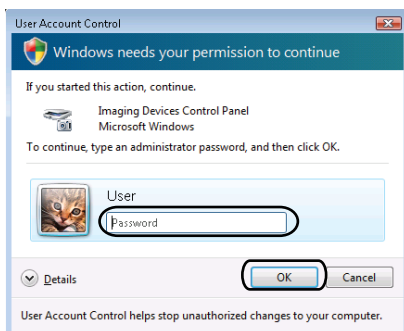 User Account Control
Windows needs your permission to continue
If you started this action, continue.
Imaging Devices Control Panel
Microsoft Windows
To continue, type an administrator password, and then click OK.
User
Password
Details
OK
Cancel
User Account Control helps stop unauthorized changes to your computer.